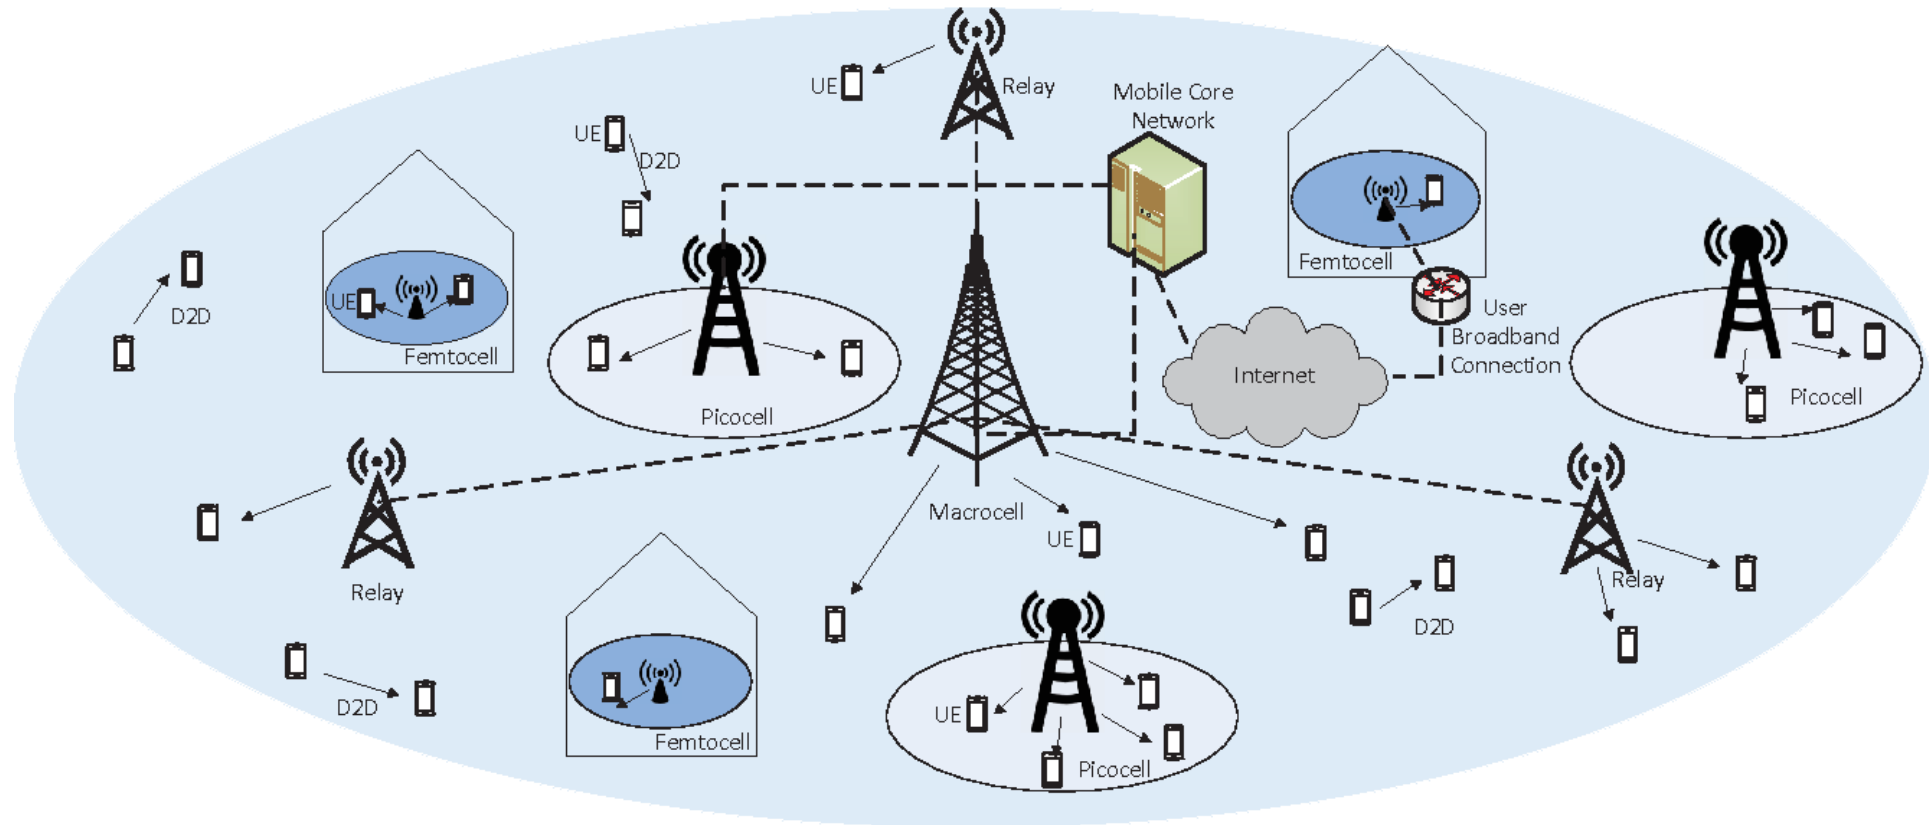 UE
Relay
Mobile Core
Network
UE
D2D
Femtocell
User
Broadband
Connection
UE
D2D
Femtocell
Internet
Picocell
Picocell
Macrocell
UE
Relay
Relay
D2D
D2D
UE
Femtocell
Picocell